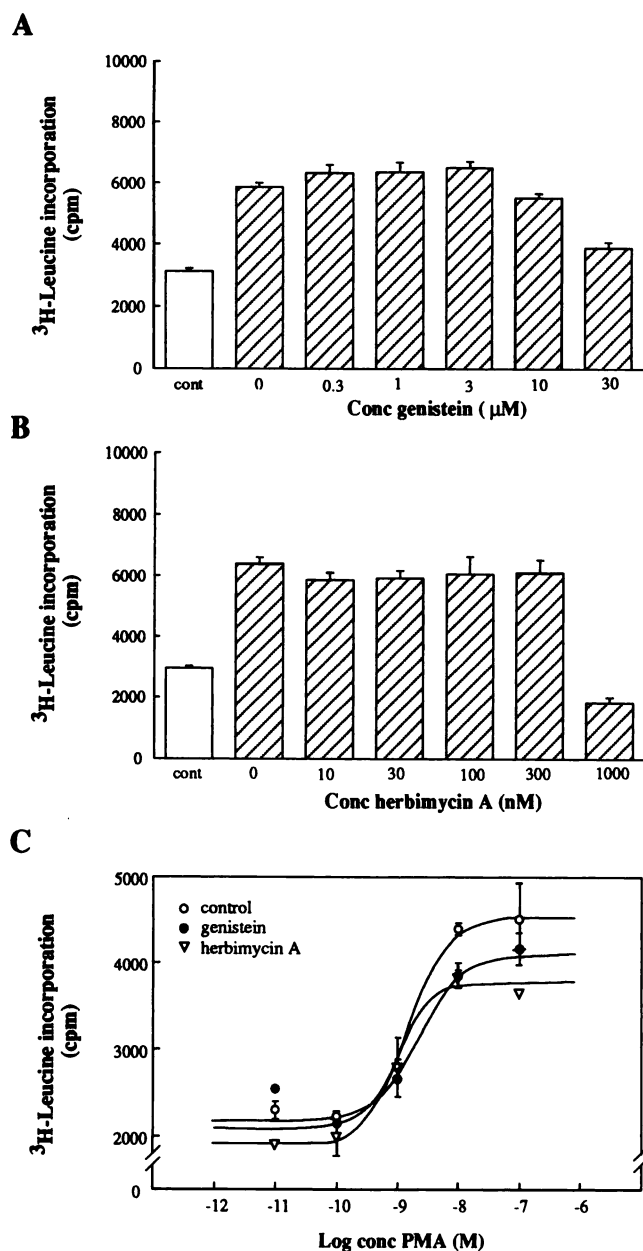 A
10000
8000
6000
4000
2000
0
³H-Leucine incorporation
(cpm)
cont 0 0.3 1 3 10 30
Conc genistein ( μM)
B
10000
8000
6000
4000
2000
0
³H-Leucine incorporation
(cpm)
cont 0 10 30 100 300 1000
Conc herbimycin A (nM)
C
5000
4000
3000
2000
0
³H-Leucine incorporation
(cpm)
control
genistein
herbimycin A
-12 -11 -10 -9 -8 -7 -6
Log conc PMA (M)